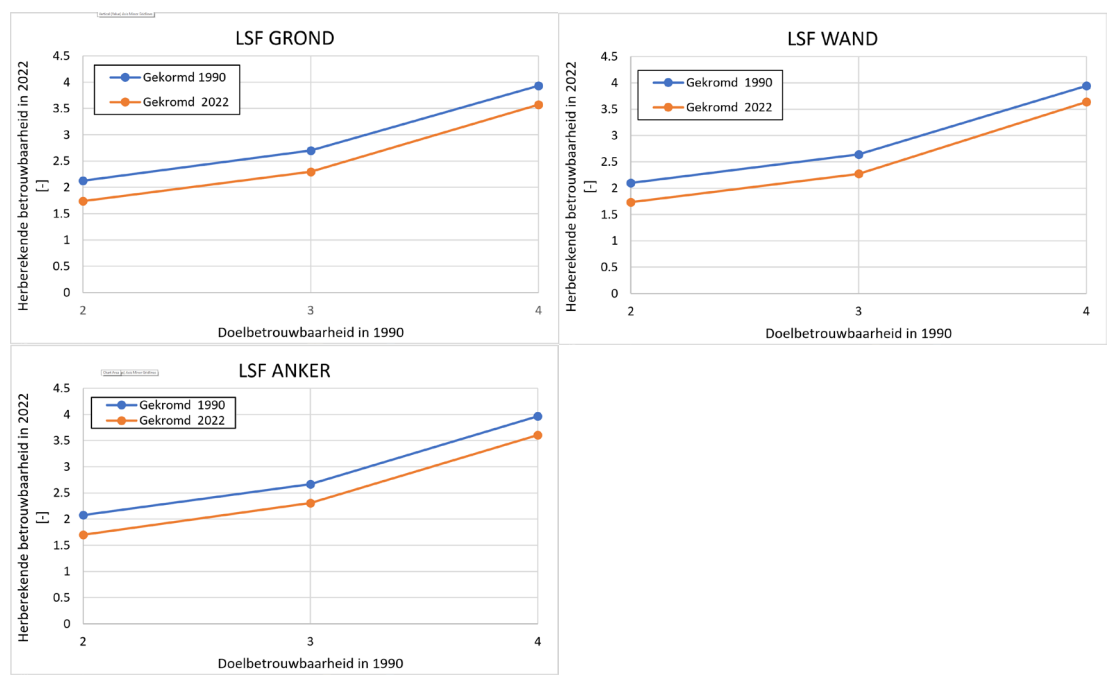 LSF GROND
Herberekende betrouwbaarheid in 2022
[-]
4.5
4
3.5
3
2.5
2
1.5
1
0.5
0
Gekormd 1990
Gekromd 2022
2
3
4
Doelbetrouwbaarheid in 1990
LSF WAND
Herberekende betrouwbaarheid in 2022
[-]
4.5
4
3.5
3
2.5
2
1.5
1
0.5
0
Gekromd 1990
Gekromd 2022
2
3
4
Doelbetrouwbaarheid in 1990
LSF ANKER
Herberekende betrouwbaarheid in 2022
[-]
4.5
4
3.5
3
2.5
2
1.5
1
0.5
0
Gekromd 1990
Gekromd 2022
2
3
4
Doelbetrouwbaarheid in 1990